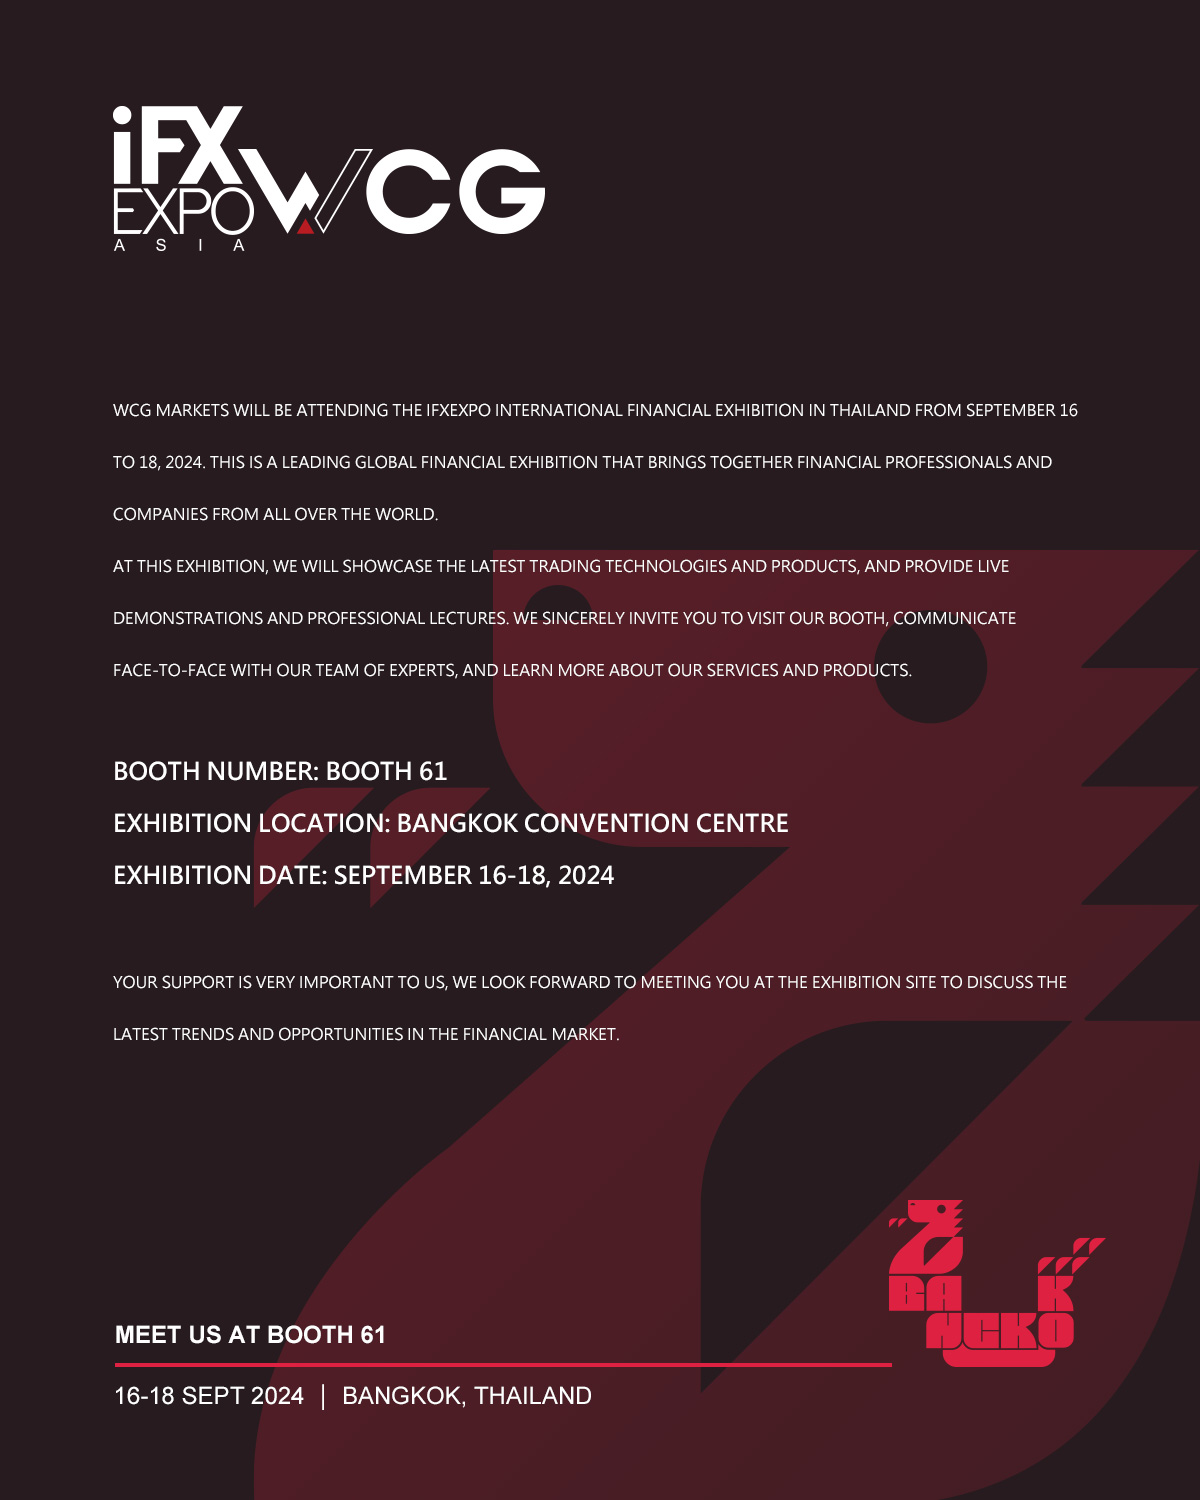 iFX
EXPO
ASIA
WCG
WCG MARKETS WILL BE ATTENDING THE IFXEXPO INTERNATIONAL FINANCIAL EXHIBITION IN THAILAND FROM SEPTEMBER 16
TO 18, 2024. THIS IS A LEADING GLOBAL FINANCIAL EXHIBITION THAT BRINGS TOGETHER FINANCIAL PROFESSIONALS AND
COMPANIES FROM ALL OVER THE WORLD.
AT THIS EXHIBITION, WE WILL SHOWCASE THE LATEST TRADING TECHNOLOGIES AND PRODUCTS, AND PROVIDE LIVE
DEMONSTRATIONS AND PROFESSIONAL LECTURES. WE SINCERELY INVITE YOU TO VISIT OUR BOOTH, COMMUNICATE
FACE-TO-FACE WITH OUR TEAM OF EXPERTS, AND LEARN MORE ABOUT OUR SERVICES AND PRODUCTS.
BOOTH NUMBER: BOOTH 61
EXHIBITION LOCATION: BANGKOK CONVENTION CENTRE
EXHIBITION DATE: SEPTEMBER 16-18, 2024
YOUR SUPPORT IS VERY IMPORTANT TO US, WE LOOK FORWARD TO MEETING YOU AT THE EXHIBITION SITE TO DISCUSS THE
LATEST TRENDS AND OPPORTUNITIES IN THE FINANCIAL MARKET.
BA K
NGKO
MEET US AT BOOTH 61
16-18 SEPT 2024 | BANGKOK, THAILAND